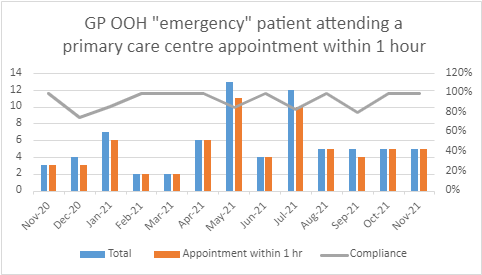 GP OOH "emergency" patient attending a
primary care centre appointment within 1 hour
14
12
10
8
6
4
2
0
120%
100%
80%
60%
40%
20%
0%
Nov-20
Dec-20
Jan-21
Feb-21
Mar-21
Apr-21
May-21
Jun-21
Jul-21
Aug-21
Sep-21
Oct-21
Nov-21
Total
Appointment within 1 hr
Compliance